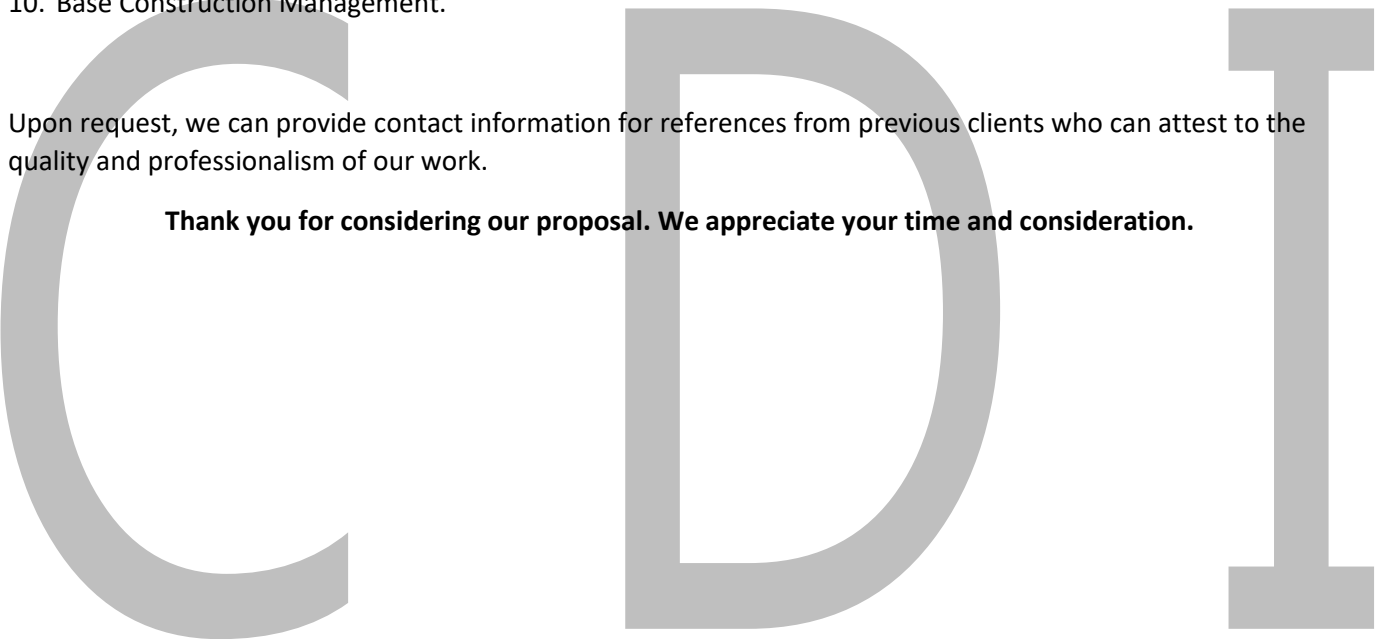 10. Base Construction Management.
Upon request, we can provide contact information for references from previous clients who can attest to the
quality and professionalism of our work.
Thank you for considering our proposal. We appreciate your time and consideration.
CDI